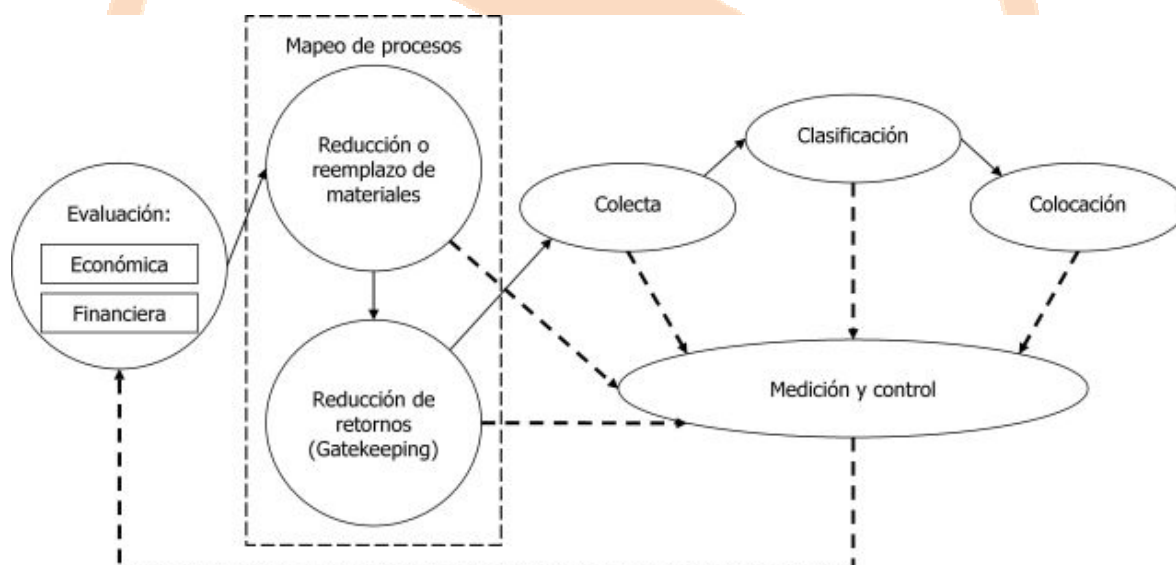 Mapeo de procesos
Reducción o
reemplazo de
materiales
Clasificación
Colecta
Colocación
Evaluación:
Económica
Financiera
Reducción de
retornos
(Gatekeeping)
Medición y control